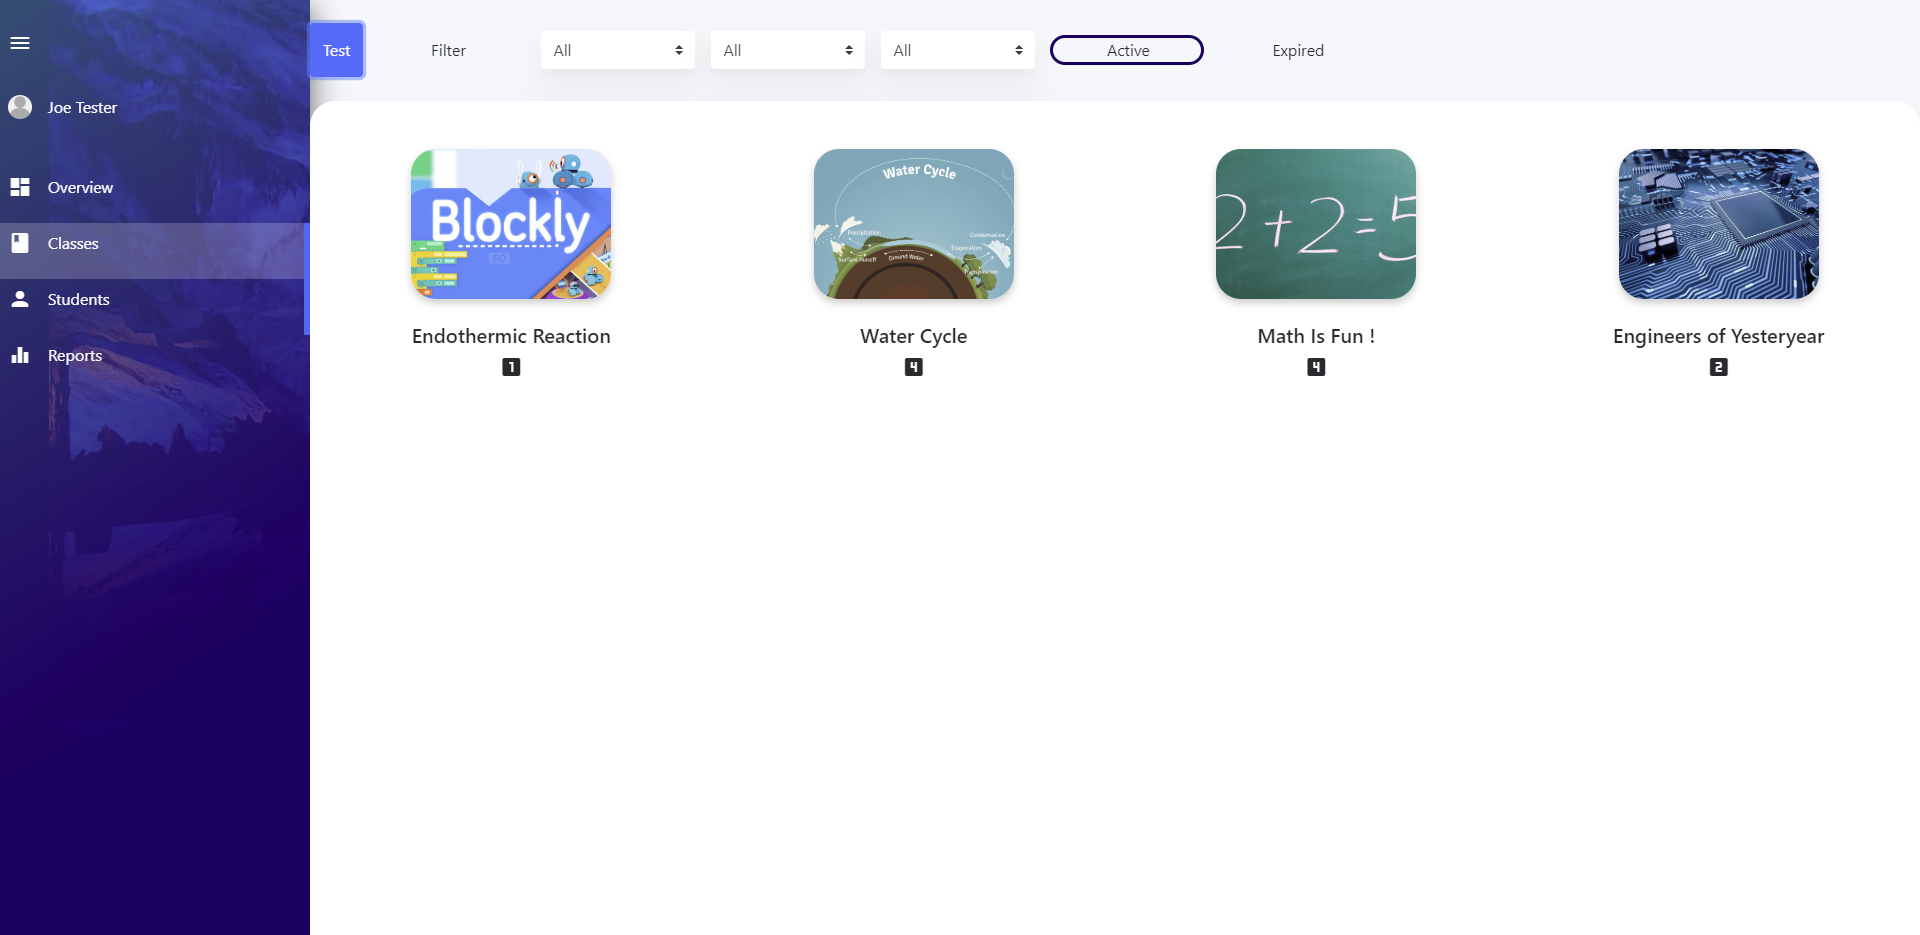 Test
Filter
All
All
All
Active
Expired
Joe Tester
Overview
Classes
Students
Reports
Blockly
50
Water Cycle
Precipitation
Condensation
Evaporation
Surface Runoff
Ground Water
Transpiration
2+2=5
Endothermic Reaction
1
Water Cycle
4
Math Is Fun !
4
Engineers of Yesteryear
2